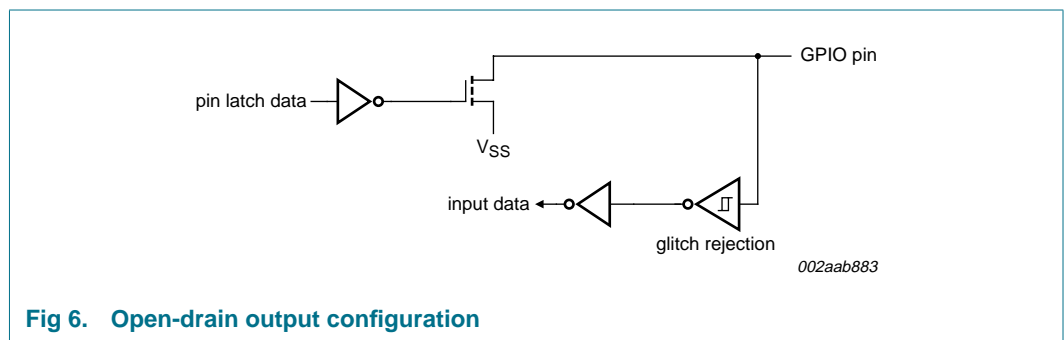 GPIO pin
pin latch data
VSS
input data
glitch rejection
002aab883
Fig 6. Open-drain output configuration